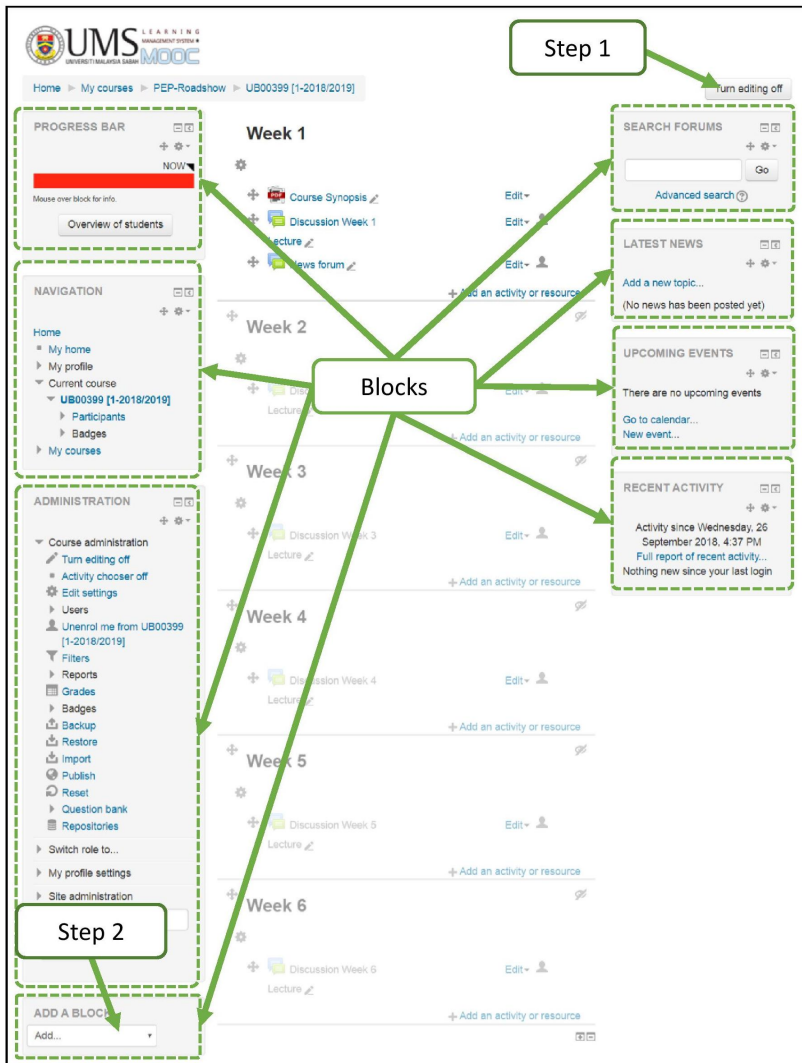 UMS
LEARNING
MANAGEMENT SYSTEM
UNIVERSITI MALAYSIA SABAH
MOOC
Step 1
Home My courses PEP-Roadshow UB00399 [1-2018/2019]
Turn editing off
PROGRESS BAR
NOW
Mouse over block for info.
Overview of students
NAVIGATION
Home
My home
My profile
Current course
UB00399 [1-2018/2019]
Participants
Badges
My courses
ADMINISTRATION
Course administration
Turn editing off
Activity chooser off
Edit settings
Users
Unenrol me from UB00399
[1-2018/2019]
Filters
Reports
Grades
Badges
Backup
Restore
Import
Publish
Reset
Question bank
Repositories
Switch role to...
My profile settings
Site administration
Step 2
ADD A BLOCK
Add...
Week 1
PDF
Course Synopsis Edit
Discussion Week 1 Edit
Lecture
News forum Edit
Add an activity or resource
Week 2
Blocks
Edit
Lecture
Add an activity or resource
Week 3
Discussion Week 3 Edit
Lecture
Add an activity or resource
Week 4
Discussion Week 4 Edit
Lecture
Add an activity or resource
Week 5
Discussion Week 5 Edit
Lecture
Add an activity or resource
Week 6
Discussion Week 6 Edit
Lecture
Add an activity or resource
SEARCH FORUMS
Go
Advanced search ?
LATEST NEWS
Add a new topic...
(No news has been posted yet)
UPCOMING EVENTS
There are no upcoming events
Go to calendar...
New event...
RECENT ACTIVITY
Activity since Wednesday, 26
September 2018, 4:37 PM
Full report of recent activity...
Nothing new since your last login